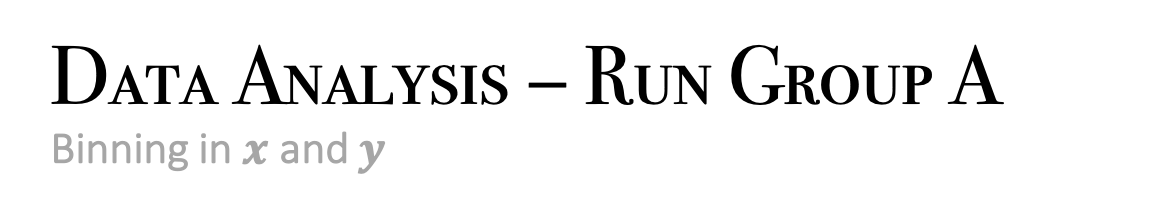 Data Analysis – Run Group A
Binning in x and y